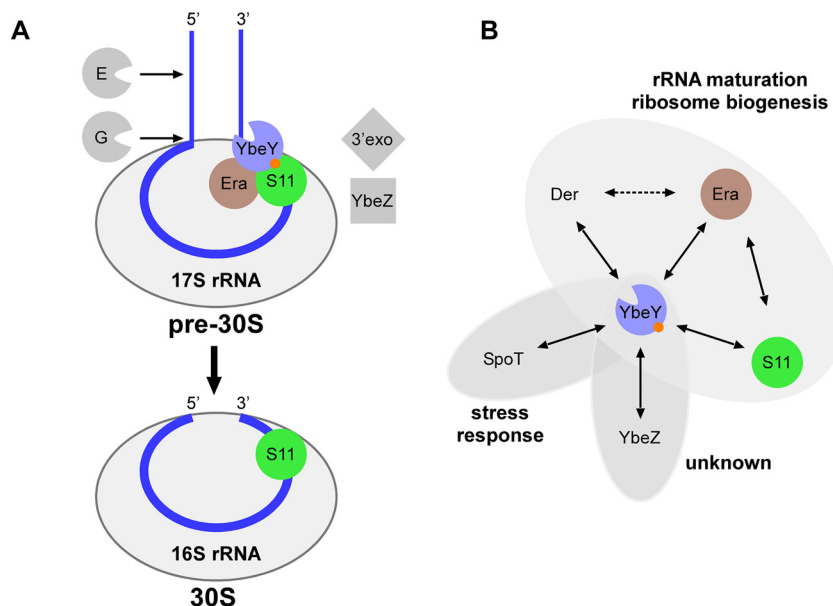 A
5’
3’
E
G
YbeY
3’exo
Era
S11
YbeZ
17S rRNA
pre-30S
5’
3’
S11
16S rRNA
30S
B
rRNA maturation
ribosome biogenesis
Der
Era
YbeY
SpoT
S11
stress
response
YbeZ
unknown